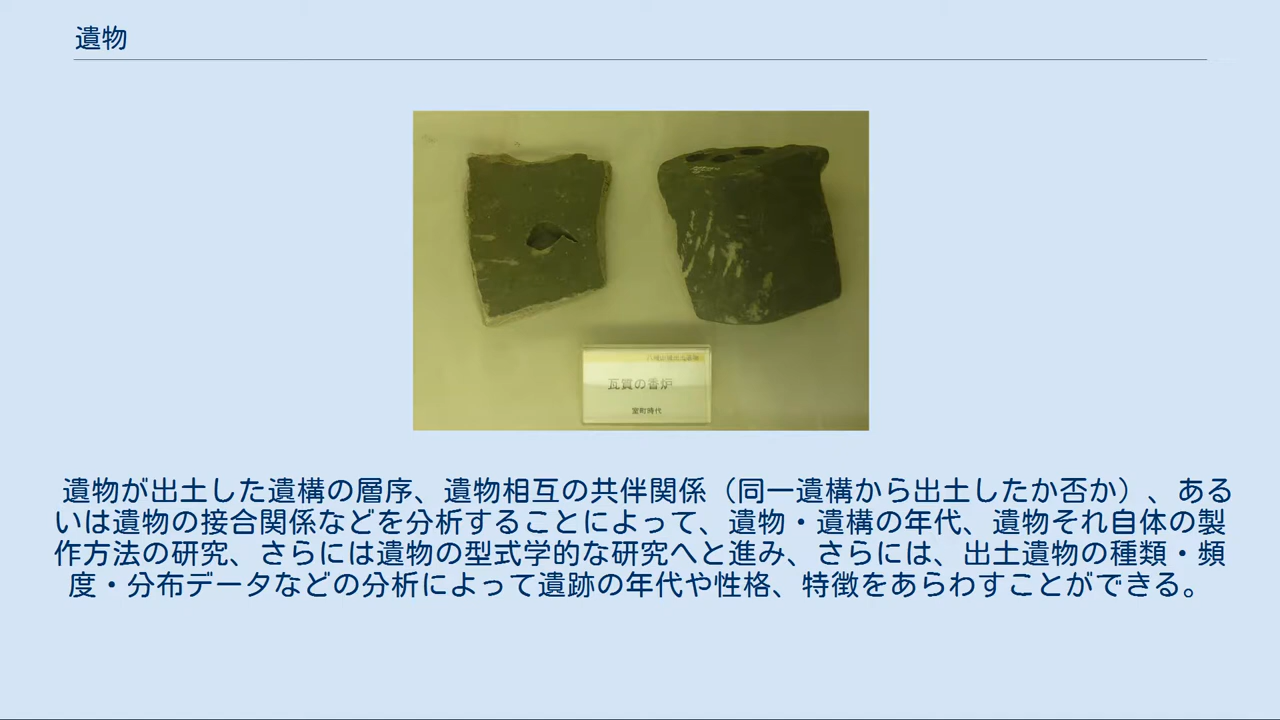 遺物
瓦質の香炉
室町時代
遺物が出土した遺構の層序、遺物相互の共伴関係（同一遺構から出土したか否か）、ある
いは遺物の接合関係などを分析することによって、遺物・遺構の年代、遺物それ自体の製
作方法の研究、さらには遺物の型式学的な研究へと進み、さらには、出土遺物の種類・頻
度・分布データなどの分析によって遺跡の年代や性格、特徴をあらわすことができる。